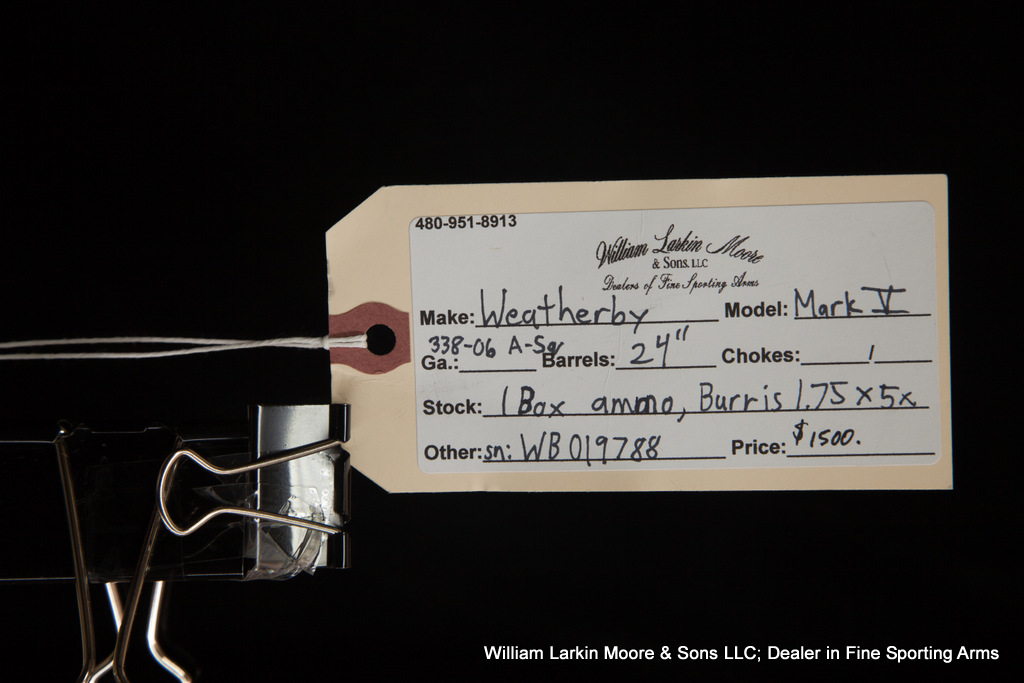 480-951-8913
William Larkin Moore
& SONS, LLC
Dealers of Fine Sporting Arms
Make: Weatherby Model: Mark V
338-06 A-Sq
Ga.: Barrels: 24" Chokes: /
Stock: 1 Box ammo, Burris 1.75 x 5x
Other: sn: WB019788 Price: $1500.
William Larkin Moore & Sons LLC; Dealer in Fine Sporting Arms